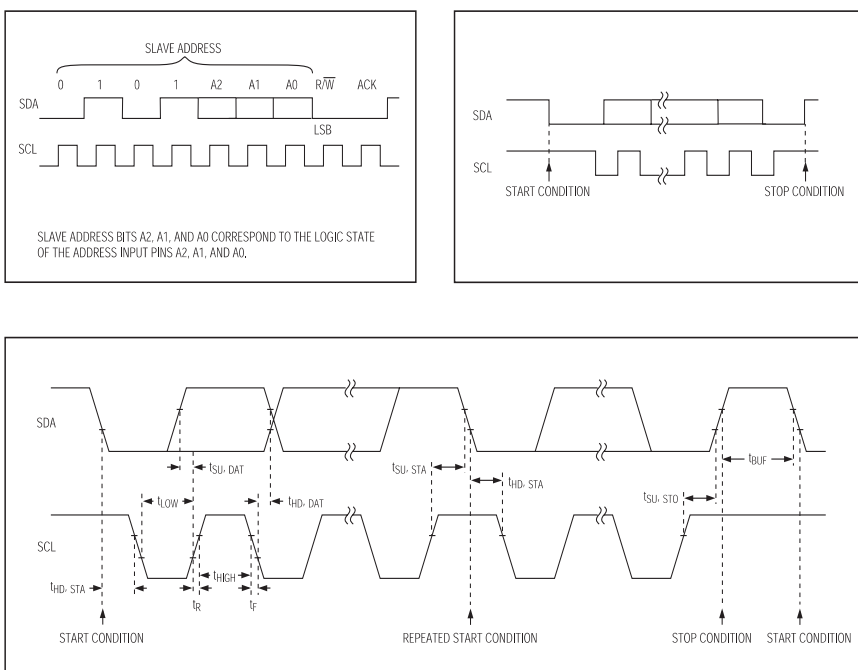 SLAVE ADDRESS
0 1 0 1 A2 A1 A0 R/W̅ ACK
SDA
LSB
SCL
SLAVE ADDRESS BITS A2, A1, AND A0 CORRESPOND TO THE LOGIC STATE
OF THE ADDRESS INPUT PINS A2, A1, AND A0.
SDA
SCL
START CONDITION STOP CONDITION
SDA
tSU, DAT tSU, STA tHD, STA tBUF
tLOW tHD, DAT tSU, STO
SCL
tHD, STA tHIGH
tR tF
START CONDITION REPEATED START CONDITION STOP CONDITION START CONDITION